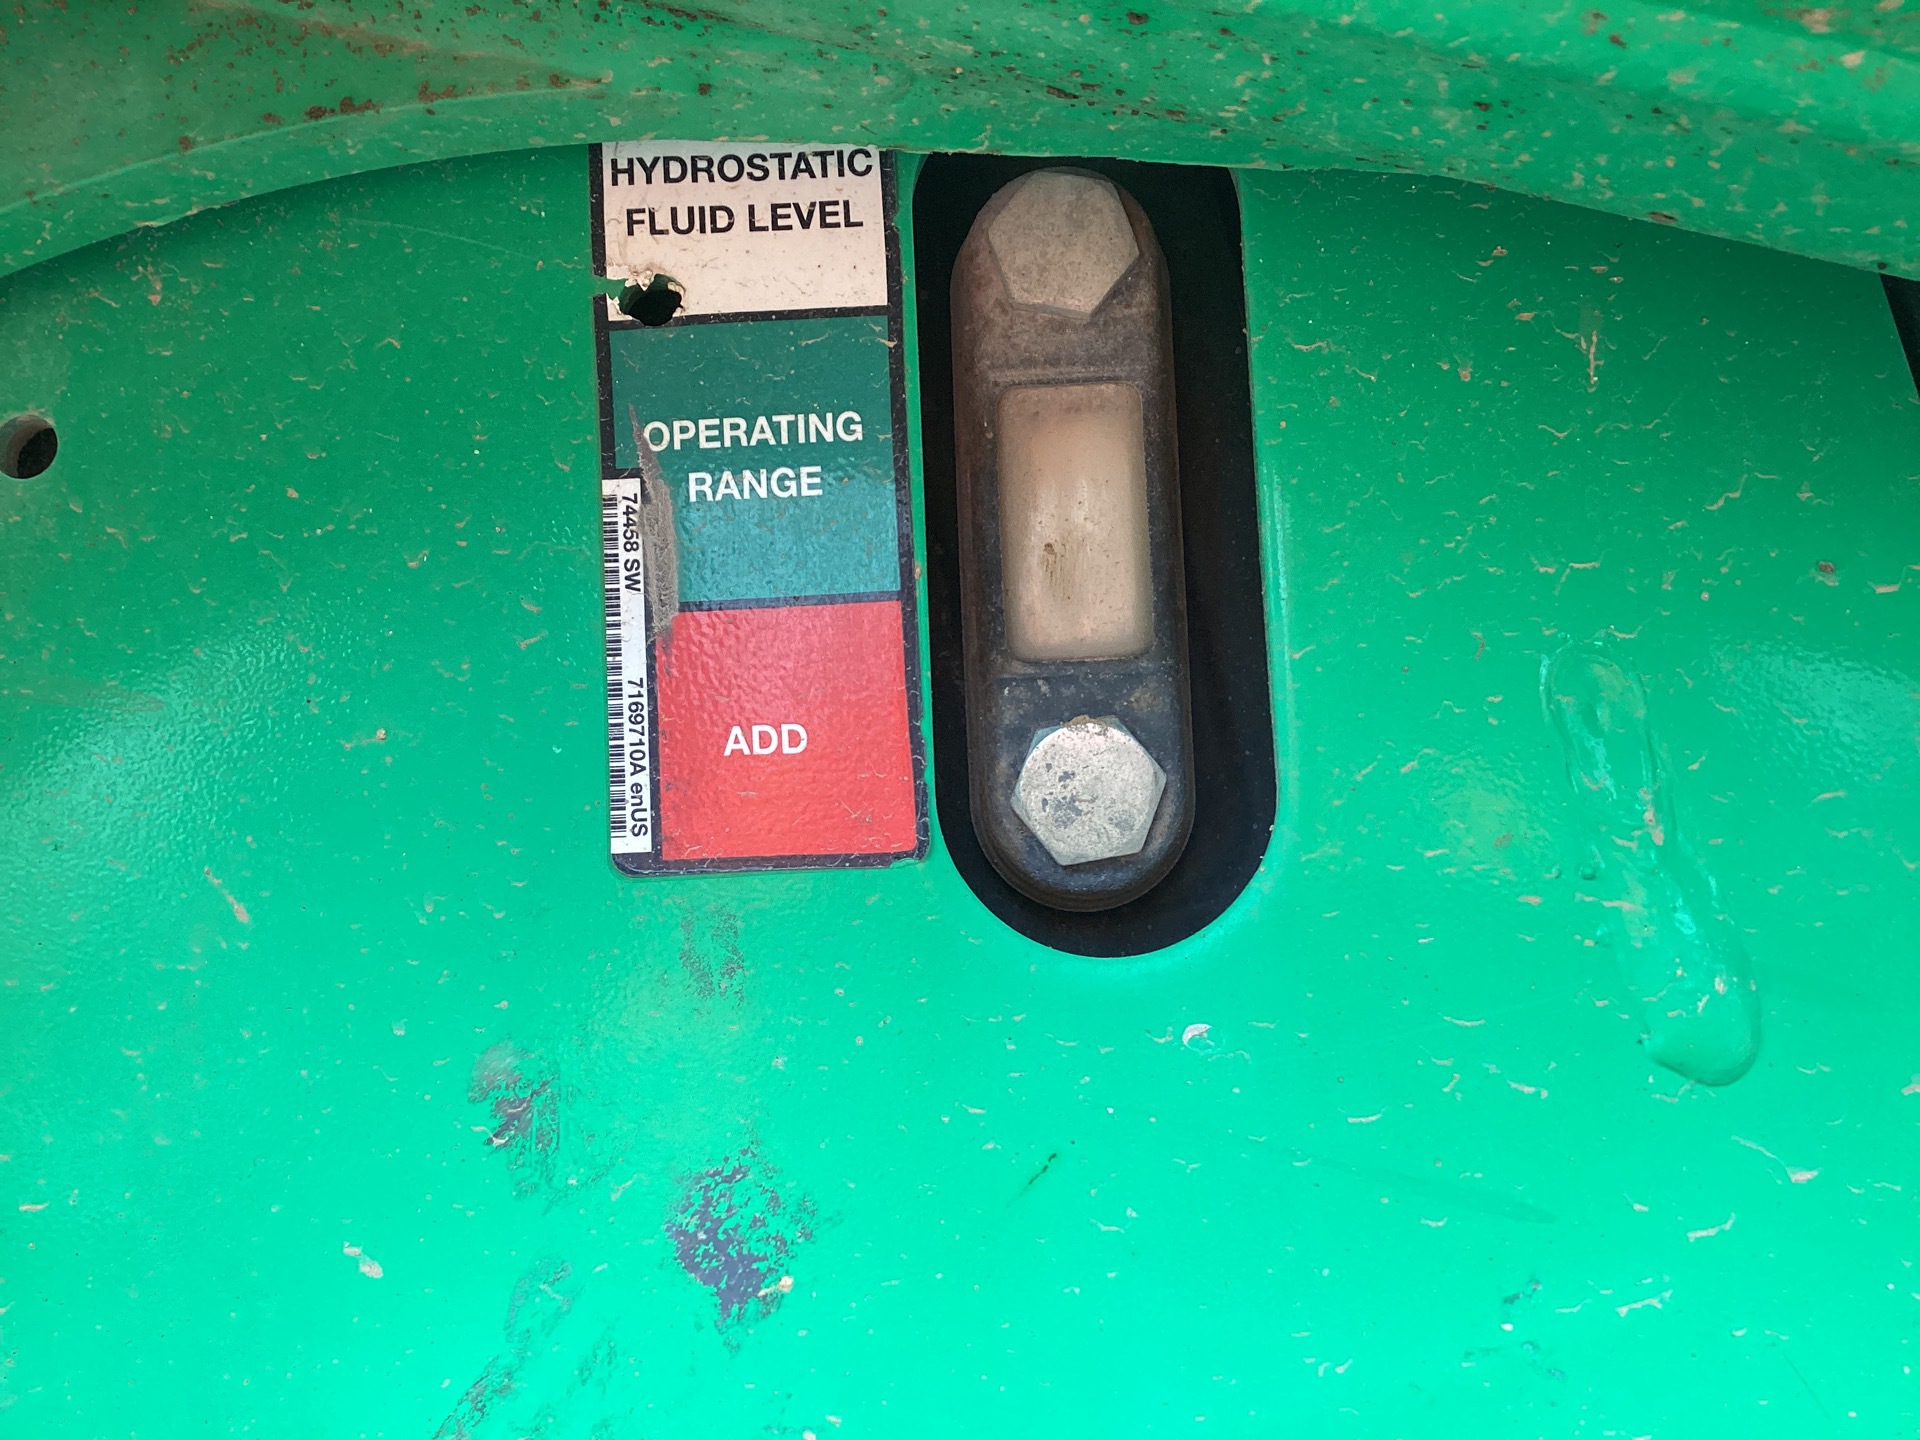 HYDROSTATIC
FLUID LEVEL
OPERATING
RANGE
74458 SW
7169710A enUS
ADD